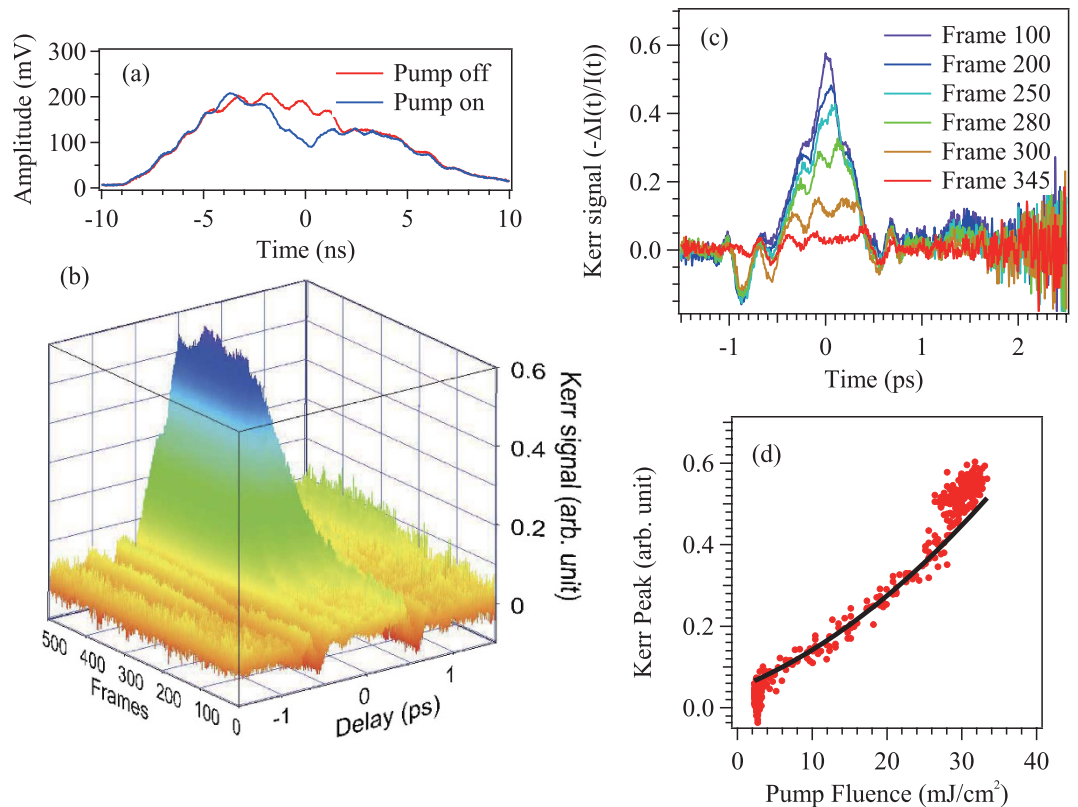 (a)
300
200
100
0
Amplitude (mV)
Pump off
Pump on
-10
-5
0
5
10
Time (ns)
(b)
0.6
0.4
0.2
0
Kerr signal (arb. unit)
500
400
300
200
100
0
Frames
-1
0
1
Delay (ps)
(c)
0.6
0.4
0.2
0.0
Kerr signal (-ΔI(t)/I(t))
Frame 100
Frame 200
Frame 250
Frame 280
Frame 300
Frame 345
-1
0
1
2
Time (ps)
(d)
0.6
0.4
0.2
0.0
Kerr Peak (arb. unit)
0
10
20
30
40
Pump Fluence (mJ/cm²)